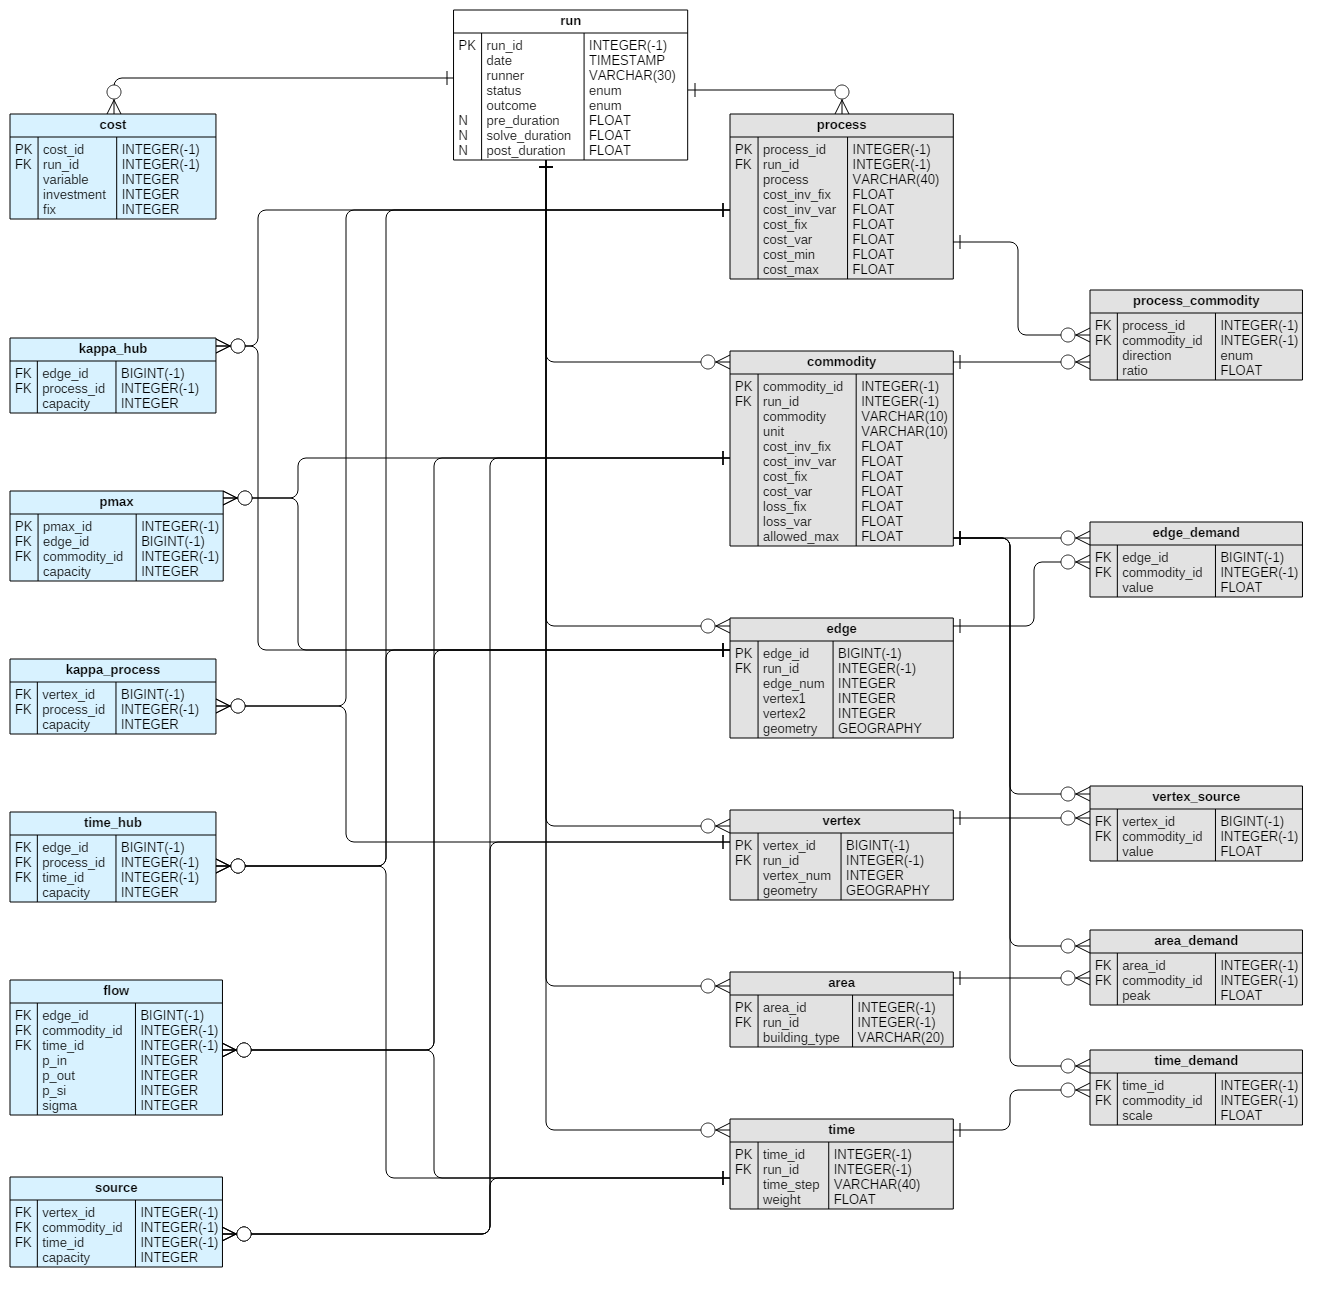 run
PK run_id INTEGER(-1)
date TIMESTAMP
runner VARCHAR(30)
status enum
outcome enum
N pre_duration FLOAT
N solve_duration FLOAT
N post_duration FLOAT
cost
PK cost_id INTEGER(-1)
FK run_id INTEGER(-1)
variable INTEGER
investment INTEGER
fix INTEGER
process
PK process_id INTEGER(-1)
FK run_id INTEGER(-1)
process VARCHAR(40)
cost_inv_fix FLOAT
cost_inv_var FLOAT
cost_fix FLOAT
cost_var FLOAT
cost_min FLOAT
cost_max FLOAT
process_commodity
FK process_id INTEGER(-1)
FK commodity_id INTEGER(-1)
direction enum
ratio FLOAT
kappa_hub
FK edge_id BIGINT(-1)
FK process_id INTEGER(-1)
capacity INTEGER
commodity
PK commodity_id INTEGER(-1)
FK run_id INTEGER(-1)
commodity VARCHAR(10)
unit VARCHAR(10)
cost_inv_fix FLOAT
cost_inv_var FLOAT
cost_fix FLOAT
cost_var FLOAT
loss_fix FLOAT
loss_var FLOAT
allowed_max FLOAT
pmax
PK pmax_id INTEGER(-1)
FK edge_id BIGINT(-1)
FK commodity_id INTEGER(-1)
capacity INTEGER
edge_demand
FK edge_id BIGINT(-1)
FK commodity_id INTEGER(-1)
value FLOAT
edge
PK edge_id BIGINT(-1)
FK run_id INTEGER(-1)
edge_num INTEGER
vertex1 INTEGER
vertex2 INTEGER
geometry GEOGRAPHY
kappa_process
FK vertex_id BIGINT(-1)
FK process_id INTEGER(-1)
capacity INTEGER
vertex_source
FK vertex_id BIGINT(-1)
FK commodity_id INTEGER(-1)
value FLOAT
time_hub
FK edge_id BIGINT(-1)
FK process_id INTEGER(-1)
FK time_id INTEGER(-1)
capacity INTEGER
vertex
PK vertex_id BIGINT(-1)
FK run_id INTEGER(-1)
vertex_num INTEGER
geometry GEOGRAPHY
area_demand
FK area_id INTEGER(-1)
FK commodity_id INTEGER(-1)
peak FLOAT
flow
FK edge_id BIGINT(-1)
FK commodity_id INTEGER(-1)
FK time_id INTEGER(-1)
p_in INTEGER
p_out INTEGER
p_si INTEGER
sigma INTEGER
area
PK area_id INTEGER(-1)
FK run_id INTEGER(-1)
building_type VARCHAR(20)
time_demand
FK time_id INTEGER(-1)
FK commodity_id INTEGER(-1)
scale FLOAT
time
PK time_id INTEGER(-1)
FK run_id INTEGER(-1)
time_step VARCHAR(40)
weight FLOAT
source
FK vertex_id INTEGER(-1)
FK commodity_id INTEGER(-1)
FK time_id INTEGER(-1)
capacity INTEGER